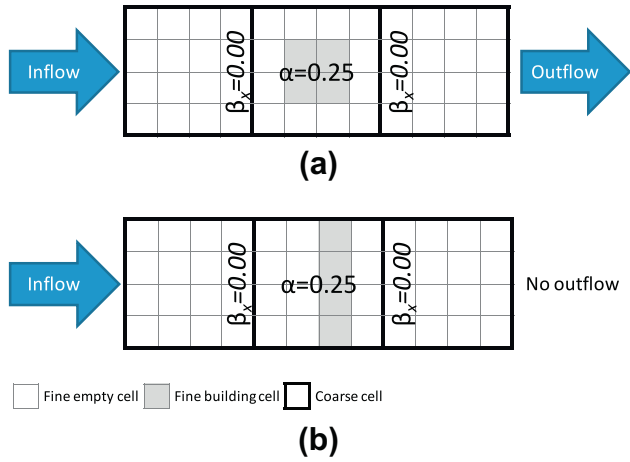 Inflow
βx=0.00
α=0.25
βx=0.00
Outflow
(a)
Inflow
βx=0.00
α=0.25
βx=0.00
No outflow
Fine empty cell
Fine building cell
Coarse cell
(b)